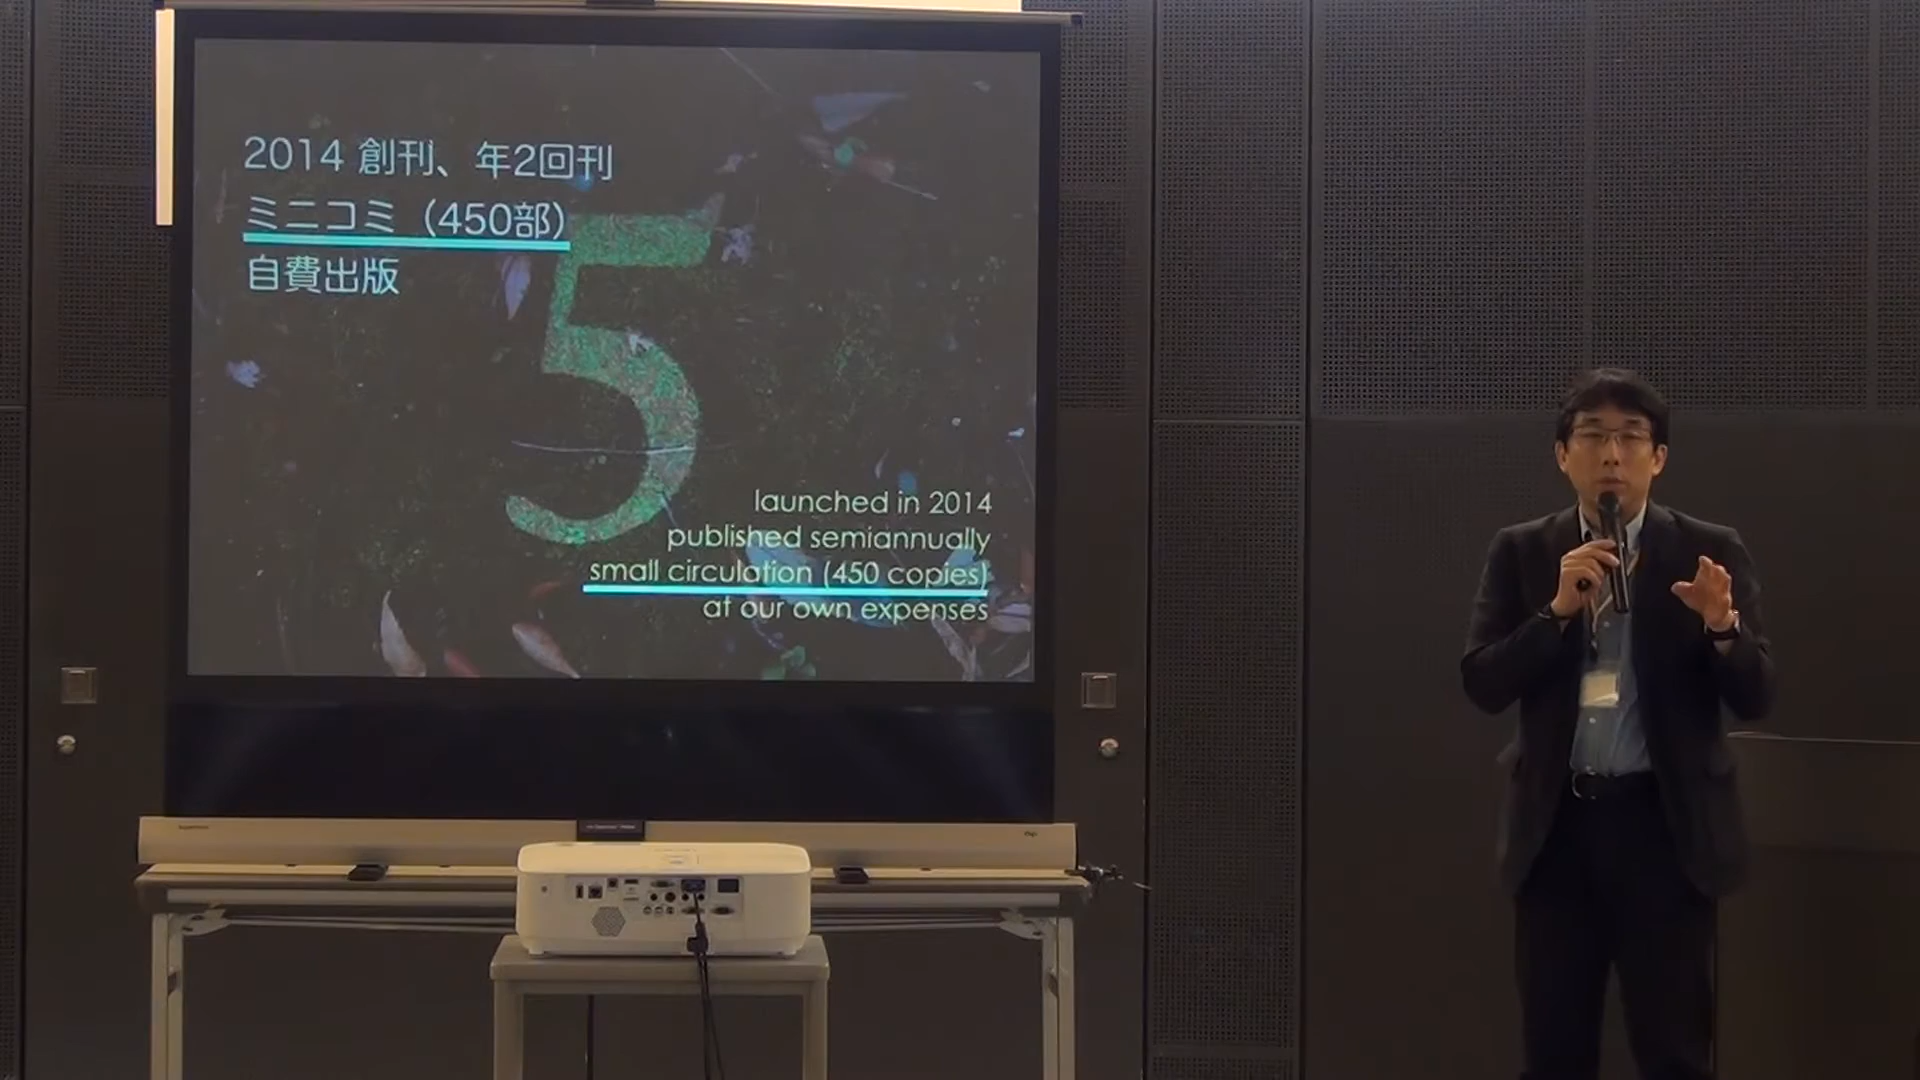 2014 創刊、年2回刊
ミニコミ（450部）
自費出版
5
launched in 2014
published semiannually
small circulation (450 copies)
at our own expenses